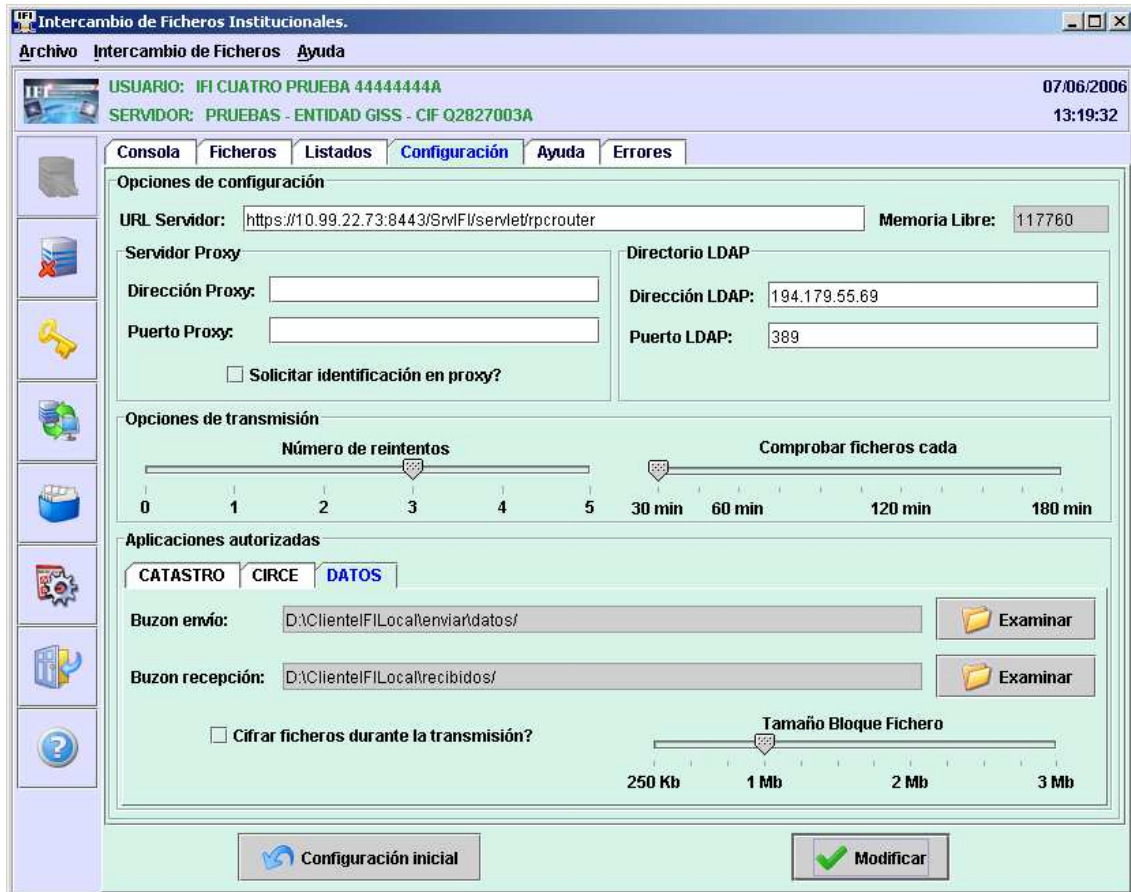 IFI Intercambio de Ficheros Institucionales.
Archivo Intercambio de Ficheros Ayuda
IFI
USUARIO: IFI CUATRO PRUEBA 44444444A 07/06/2006
SERVIDOR: PRUEBAS - ENTIDAD GISS - CIF Q2827003A 13:19:32
Consola Ficheros Listados Configuración Ayuda Errores
Opciones de configuración
URL Servidor: https://10.99.22.73:8443/SrvIFI/servlet/rpcrouter Memoria Libre: 117760
Servidor Proxy Directorio LDAP
Dirección Proxy: Dirección LDAP: 194.179.55.69
Puerto Proxy: Puerto LDAP: 389
Solicitar identificación en proxy?
Opciones de transmisión
Número de reintentos Comprobar ficheros cada
0 1 2 3 4 5 30 min 60 min 120 min 180 min
Aplicaciones autorizadas
CATASTRO CIRCE DATOS
Buzon envío: D:\ClienteIFILocal\enviar\datos/ Examinar
Buzon recepción: D:\ClienteIFILocal\recibidos/ Examinar
Cifrar ficheros durante la transmisión? Tamaño Bloque Fichero
250 Kb 1 Mb 2 Mb 3 Mb
Configuración inicial Modificar